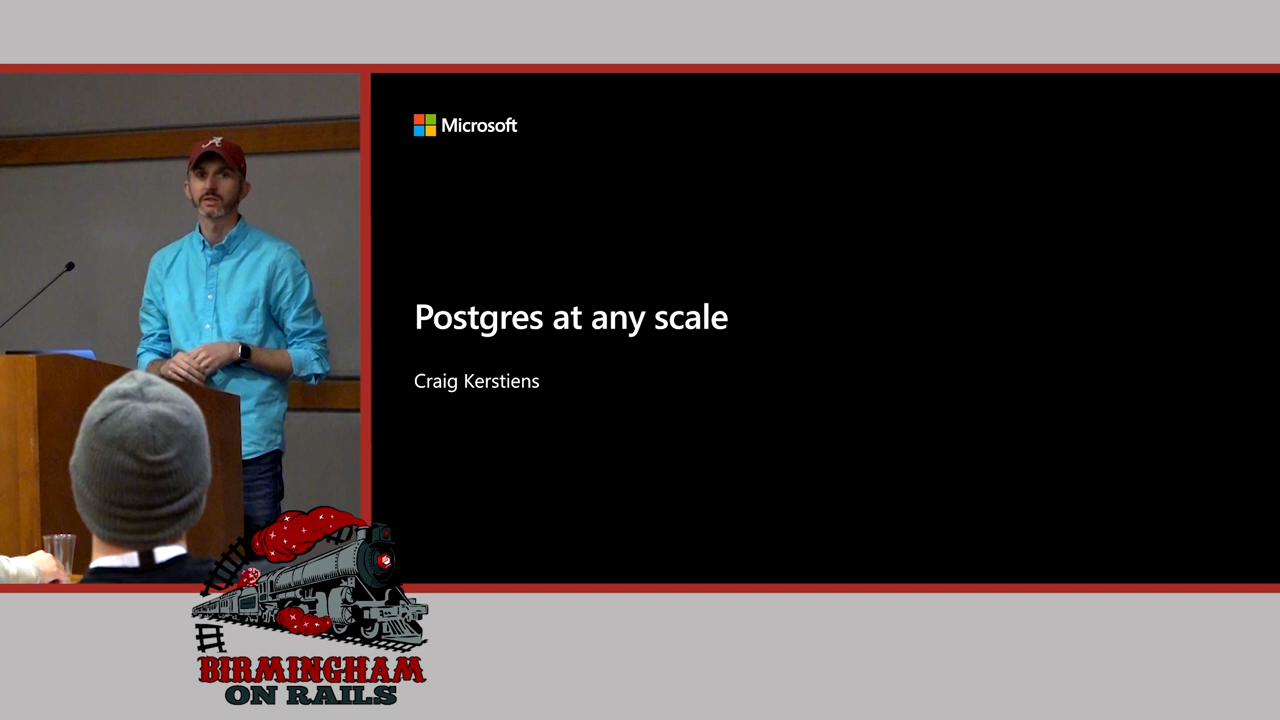 Microsoft
Postgres at any scale
Craig Kerstiens
A
BIRMINGHAM
ON RAILS